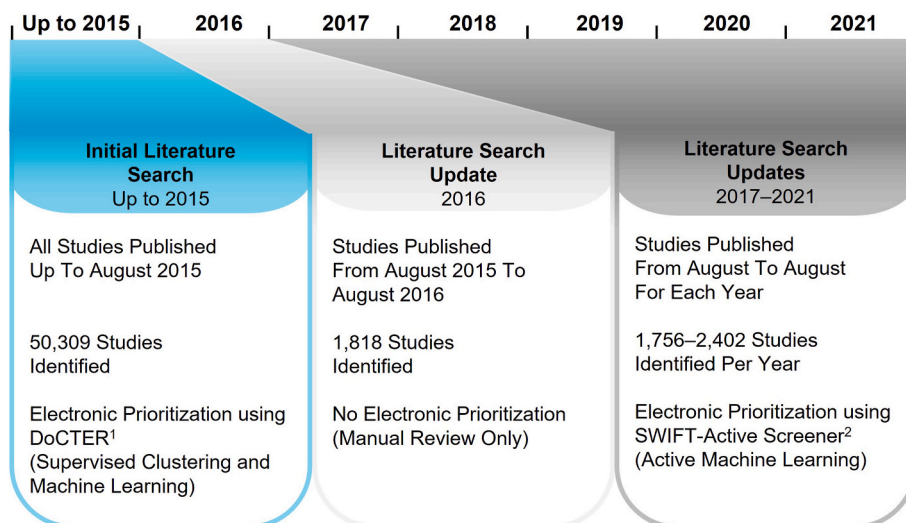 Up to 2015 2016 2017 2018 2019 2020 2021
Initial Literature
Search
Up to 2015
All Studies Published
Up To August 2015
50,309 Studies
Identified
Electronic Prioritization using
DoCTER¹
(Supervised Clustering and
Machine Learning)
Literature Search
Update
2016
Studies Published
From August 2015 To
August 2016
1,818 Studies
Identified
No Electronic Prioritization
(Manual Review Only)
Literature Search
Updates
2017–2021
Studies Published
From August To August
For Each Year
1,756–2,402 Studies
Identified Per Year
Electronic Prioritization using
SWIFT-Active Screener²
(Active Machine Learning)